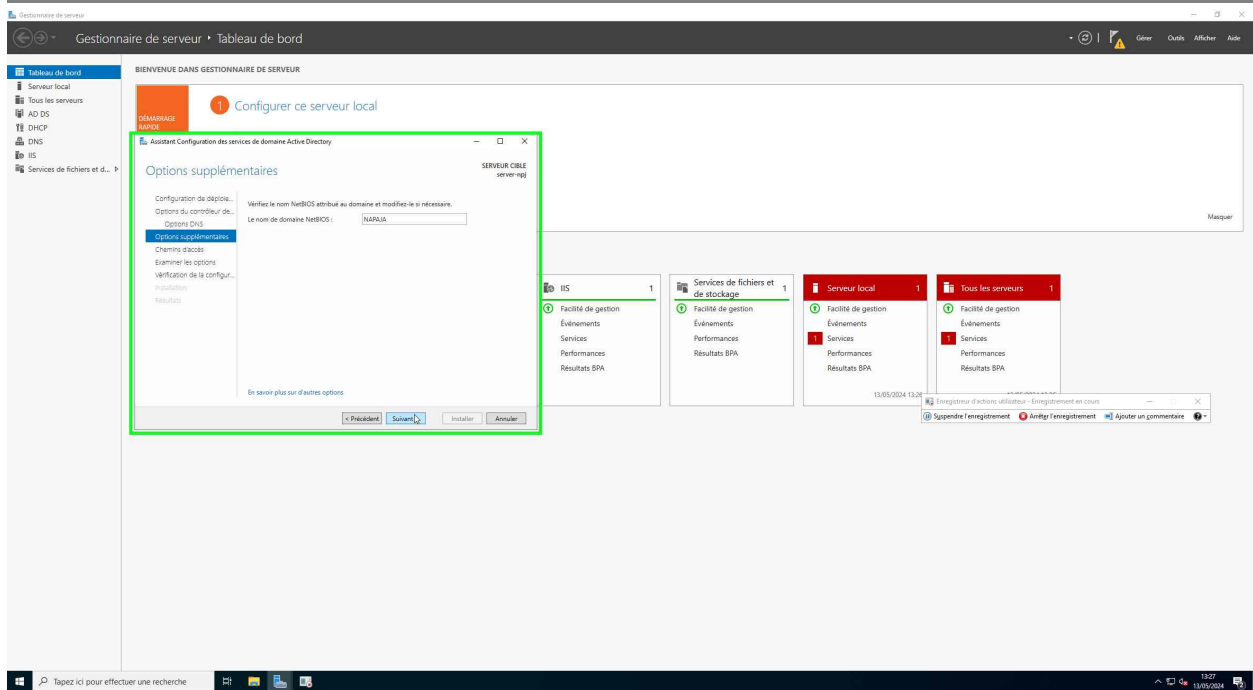 Gestionnaire de serveur
Gestionnaire de serveur • Tableau de bord
Gérer Outils Afficher Aide
Tableau de bord
Serveur local
Tous les serveurs
AD DS
DHCP
DNS
IIS
Services de fichiers et d...
BIENVENUE DANS GESTIONNAIRE DE SERVEUR
DÉMARRAGE
RAPIDE
1 Configurer ce serveur local
Masquer
Assistant Configuration des services de domaine Active Directory
Options supplémentaires
SERVEUR CIBLE
server-npj
Configuration de déploie...
Options du contrôleur de...
Options DNS
Options supplémentaires
Chemins d'accès
Examiner les options
Vérification de la configur...
Installation
Résultats
Vérifiez le nom NetBIOS attribué au domaine et modifiez-le si nécessaire.
Le nom de domaine NetBIOS : NAPAJA
En savoir plus sur d'autres options
< Précédent Suivant Installer Annuler
IIS 1
Facilité de gestion
Événements
Services
Performances
Résultats BPA
Services de fichiers et de stockage 1
Facilité de gestion
Événements
Performances
Résultats BPA
Serveur local 1
Facilité de gestion
Événements
1 Services
Performances
Résultats BPA
13/05/2024 13:26
Tous les serveurs 1
Facilité de gestion
Événements
1 Services
Performances
Résultats BPA
Enregistreur d'actions utilisateur - Enregistrement en cours
Suspendre l'enregistrement Arrêter l'enregistrement Ajouter un commentaire
Tapez ici pour effectuer une recherche
13:27
13/05/2024